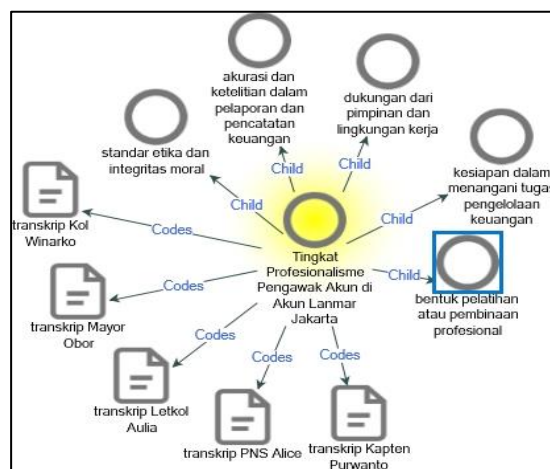 akurasi dan
ketelitian dalam
pelaporan dan
pencatatan
keuangan
dukungan dari
pimpinan dan
lingkungan kerja
standar etika dan
integritas moral
Child
Child
Child
Child
kesiapan dalam
menangani tugas
pengelolaan
keuangan
transkrip Kol
Winarko
Codes
Tingkat
Profesionalisme
Pengawak Akun di
Akun Lanmar
Jakarta
Child
bentuk pelatihan
atau pembinaan
profesional
transkrip Mayor
Obor
Codes
transkrip Letkol
Aulia
Codes
Codes
Codes
transkrip PNS Alice
transkrip Kapten
Purwanto